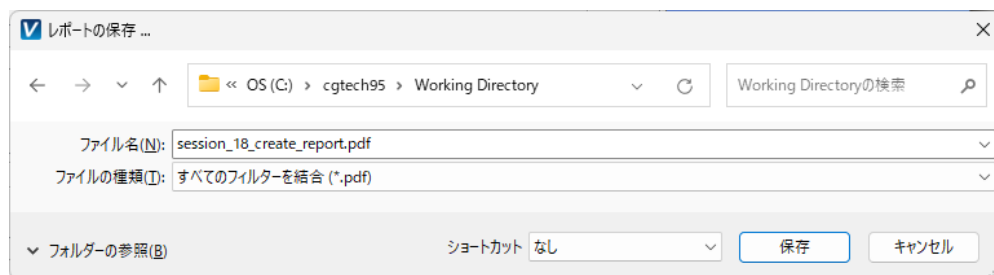 レポートの保存 ...
« OS (C:) › cgtech95 › Working Directory
Working Directoryの検索
ファイル名(N): session_18_create_report.pdf
ファイルの種類(T): すべてのフィルターを結合 (*.pdf)
フォルダーの参照(B) ショートカット なし 保存 キャンセル